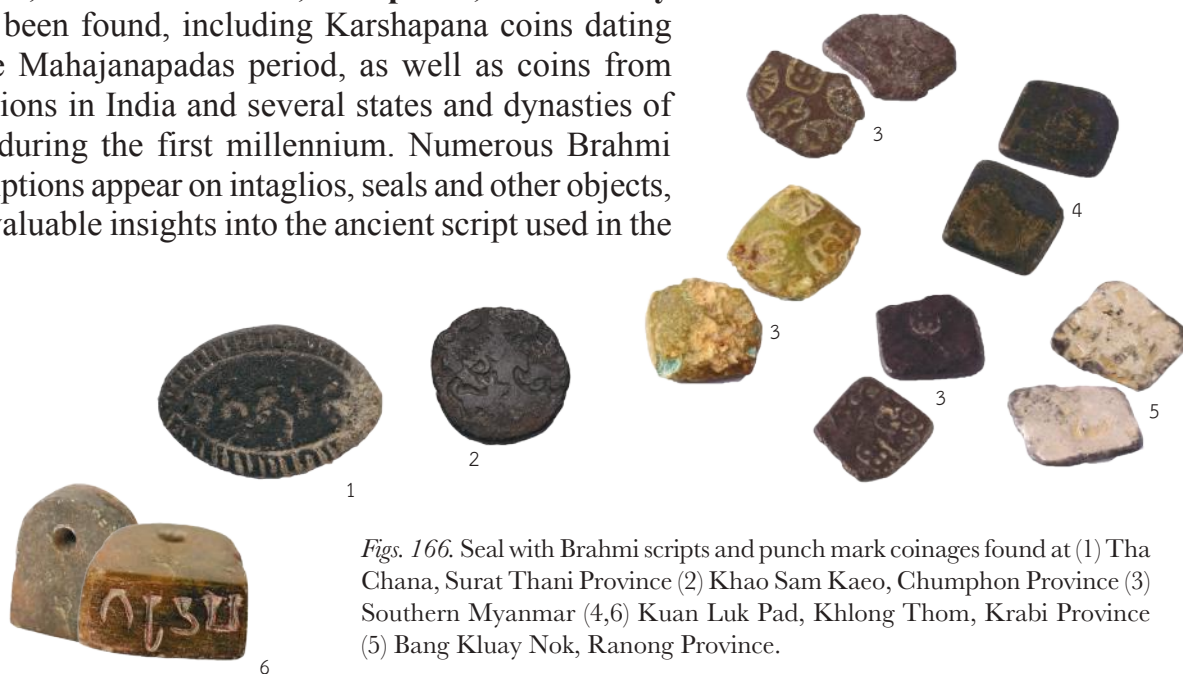 been found, including Karshapana coins dating
Mahajanapadas period, as well as coins from
in India and several states and dynasties of
during the first millennium. Numerous Brahmi
appear on intaglios, seals and other objects,
valuable insights into the ancient script used in the
3
4
3
3
5
1
2
6
Figs. 166. Seal with Brahmi scripts and punch mark coinages found at (1) Tha
Chana, Surat Thani Province (2) Khao Sam Kaeo, Chumphon Province (3)
Southern Myanmar (4,6) Kuan Luk Pad, Khlong Thom, Krabi Province
(5) Bang Kluay Nok, Ranong Province.